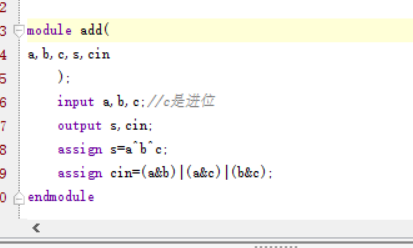 2
3 module add(
4 a,b,c,s,cin
5 );
6 input a,b,c;//c是进位
7 output s,cin;
8 assign s=a^b^c;
9 assign cin=(a&b)|(a&c)|(b&c);
0 endmodule